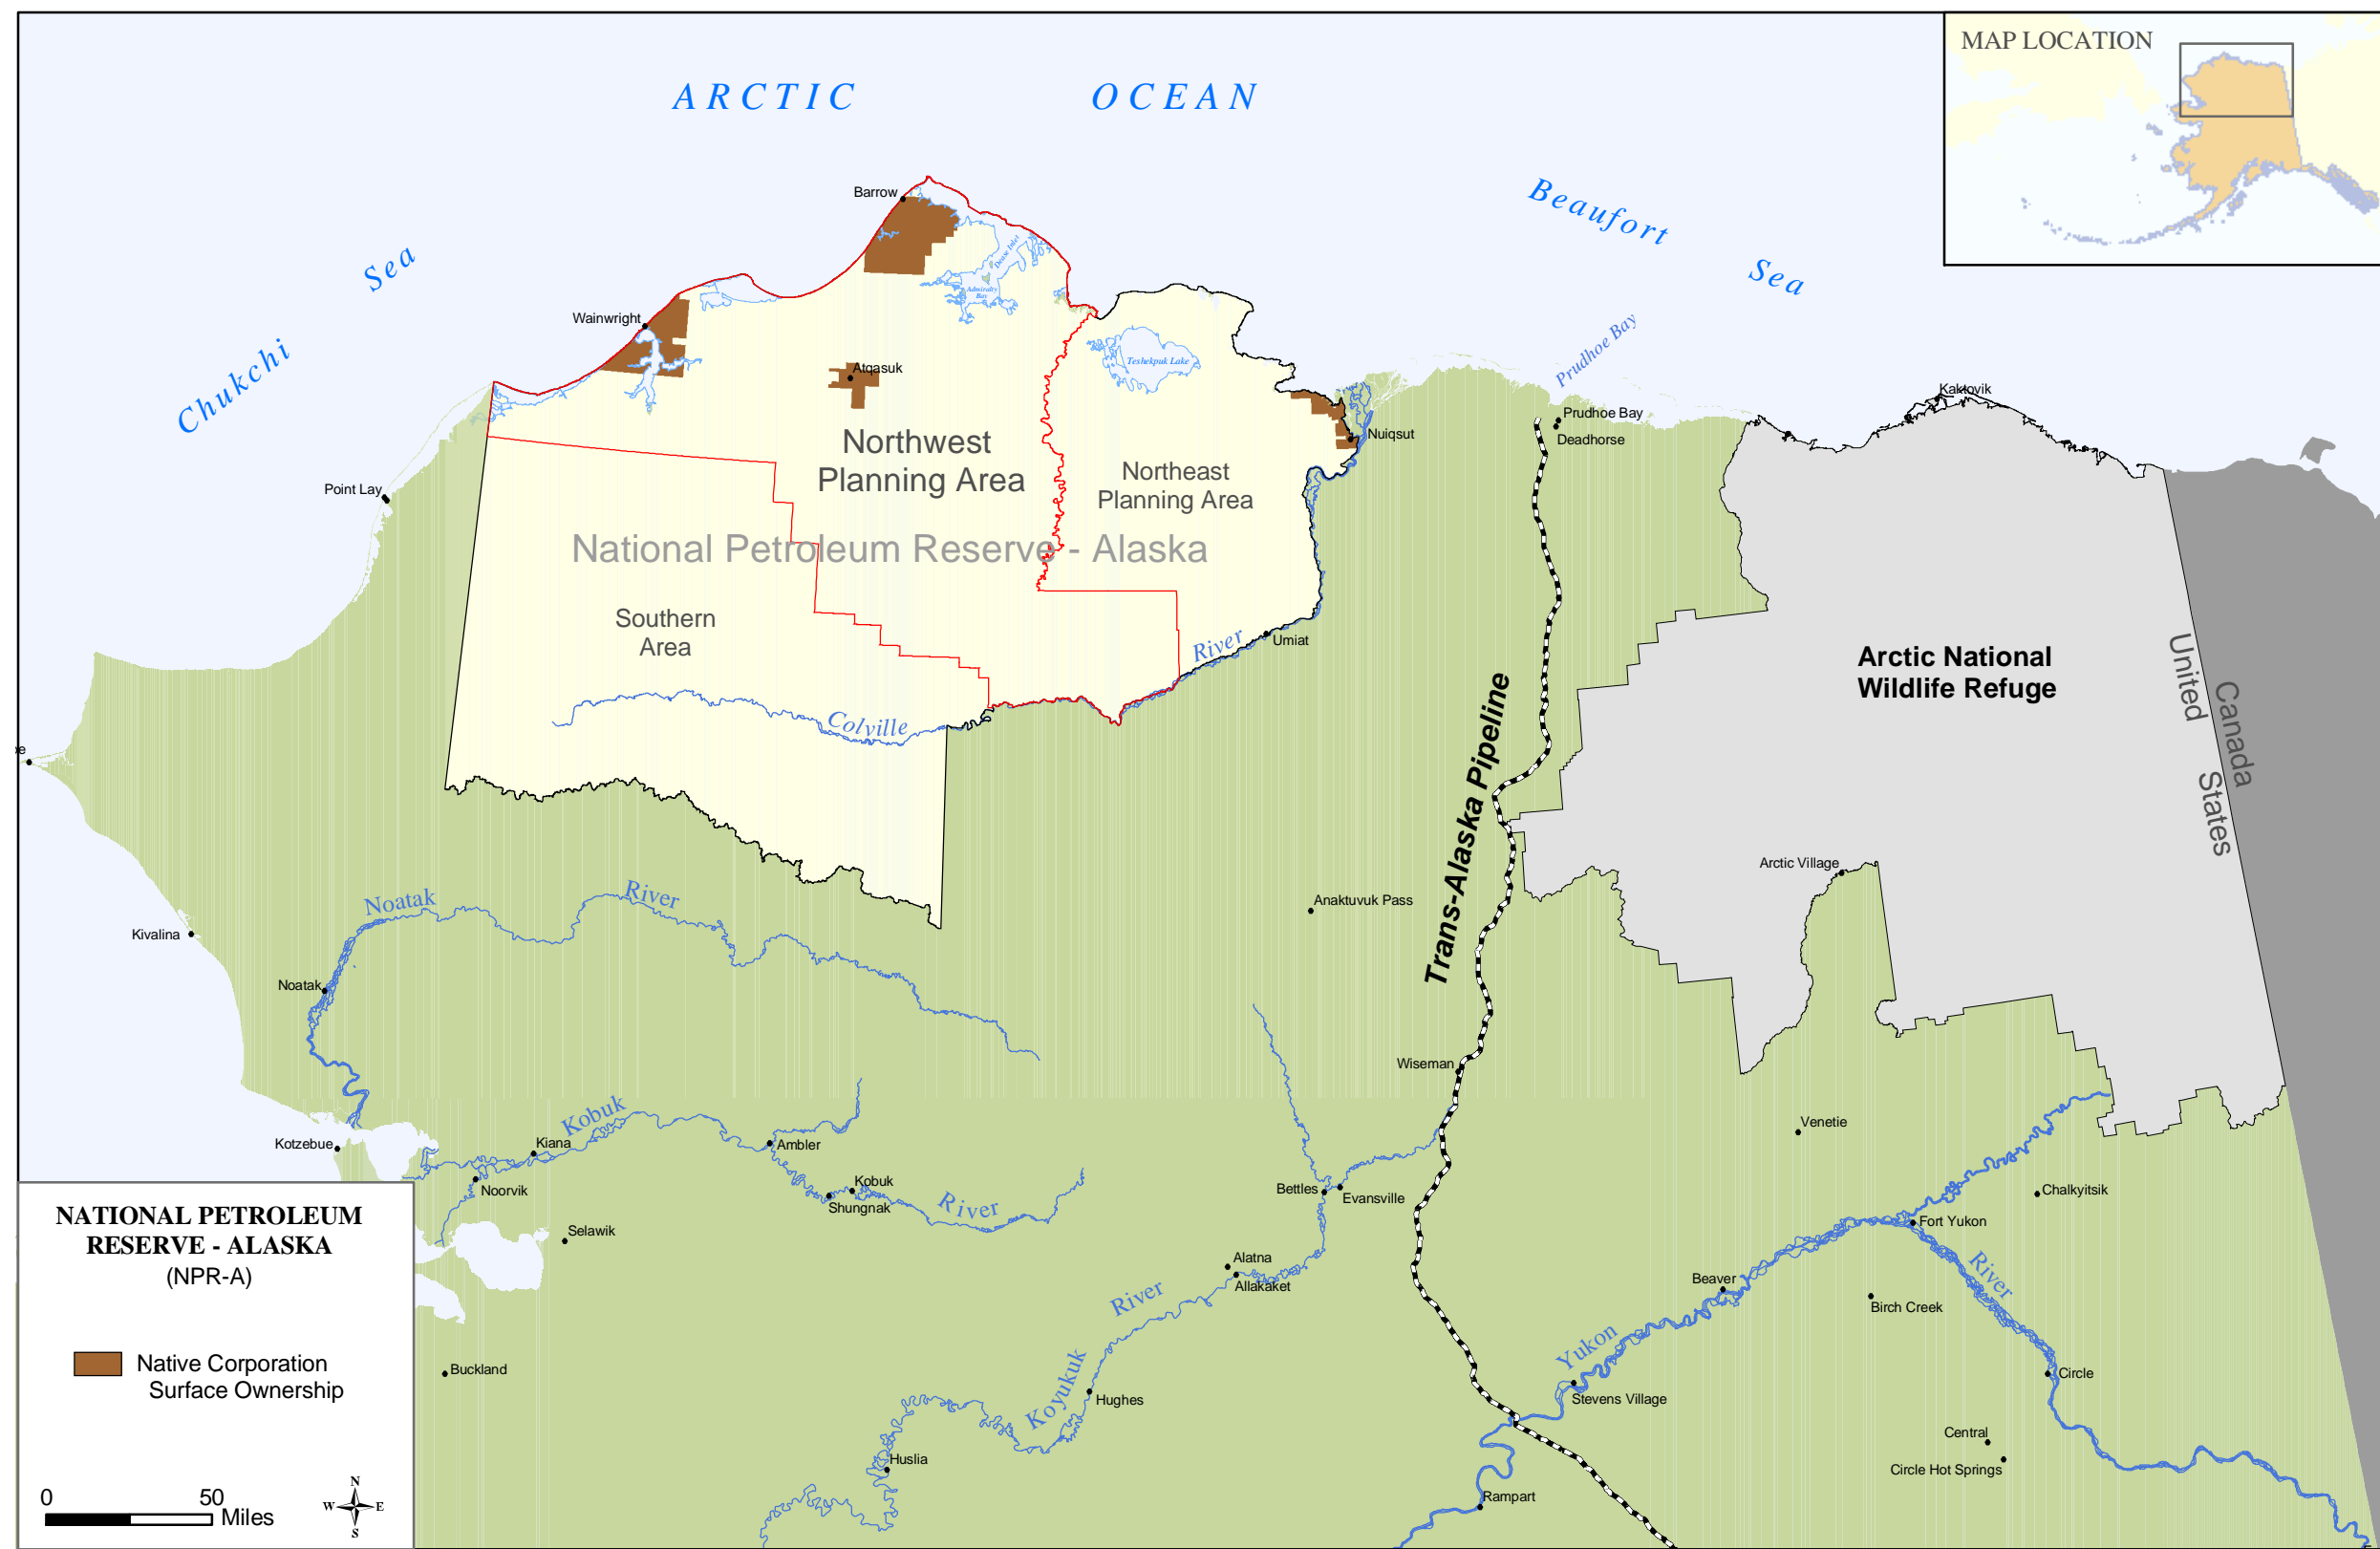 MAP LOCATION
ARCTIC OCEAN
Beaufort
Sea
Chukchi
Sea
Barrow
Dease Inlet
Admiralty
Bay
Wainwright
Teshekpuk Lake
Atqasuk
Prudhoe Bay
Kaktovik
Prudhoe Bay
Deadhorse
Nuiqsut
Northwest
Planning Area
Northeast
Planning Area
Point Lay
National Petroleum Reserve - Alaska
Southern
Area
River
Umiat
Colville
Arctic National
Wildlife Refuge
United States
Canada
Trans-Alaska Pipeline
e
Arctic Village
Anaktuvuk Pass
Noatak
River
Kivalina
Noatak
Wiseman
Venetie
Kobuk
Kotzebue
Kiana
Ambler
Noorvik
Kobuk
Shungnak
River
Bettles
Evansville
Chalkyitsik
Fort Yukon
Selawik
Alatna
Allakaket
River
Beaver
Birch Creek
River
Yukon
Koyukuk
Hughes
Stevens Village
Circle
Buckland
Huslia
Central
Circle Hot Springs
Rampart
NATIONAL PETROLEUM
RESERVE - ALASKA
(NPR-A)
Native Corporation
Surface Ownership
0 50
Miles
N
W E
S